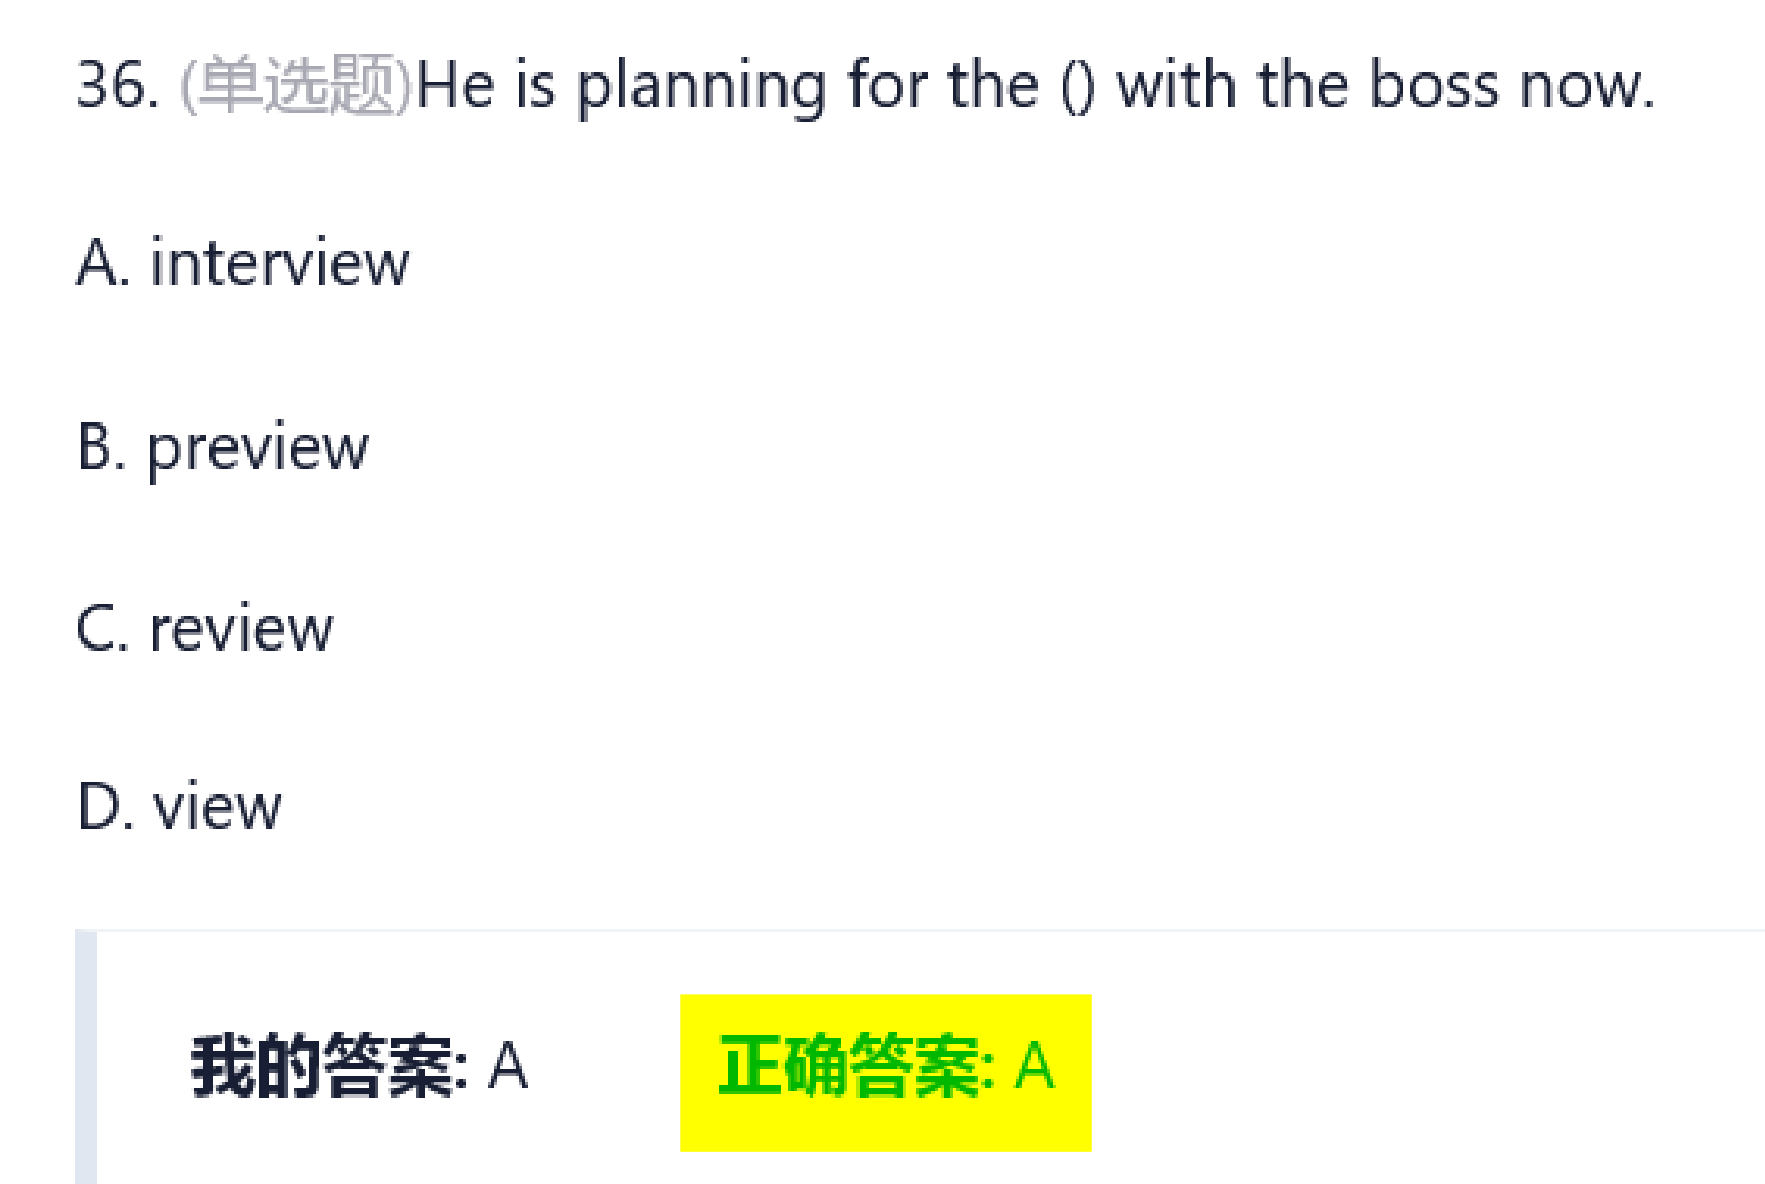 36. (单选题)He is planning for the () with the boss now.
A. interview
B. preview
C. review
D. view
我的答案: A 正确答案: A